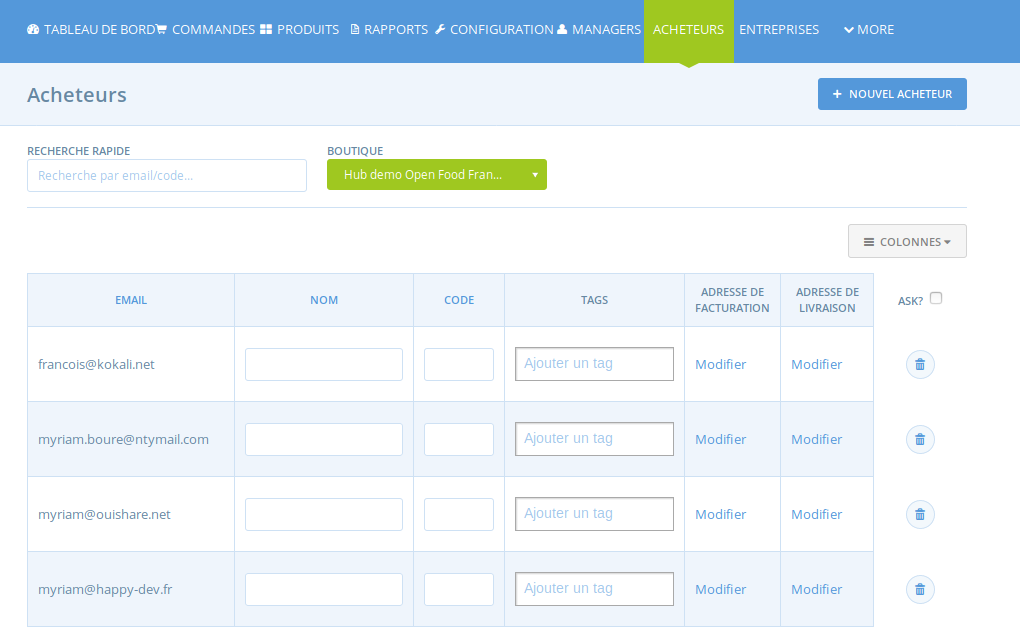 TABLEAU DE BORD COMMANDES PRODUITS RAPPORTS CONFIGURATION MANAGERS ACHETEURS ENTREPRISES MORE
Acheteurs
+ NOUVEL ACHETEUR
RECHERCHE RAPIDE BOUTIQUE
Recherche par email/code... Hub demo Open Food Fran...
COLONNES
EMAIL NOM CODE TAGS ADRESSE DE FACTURATION ADRESSE DE LIVRAISON ASK?
francois@kokali.net Ajouter un tag Modifier Modifier
myriam.boure@ntymail.com Ajouter un tag Modifier Modifier
myriam@ouishare.net Ajouter un tag Modifier Modifier
myriam@happy-dev.fr Ajouter un tag Modifier Modifier